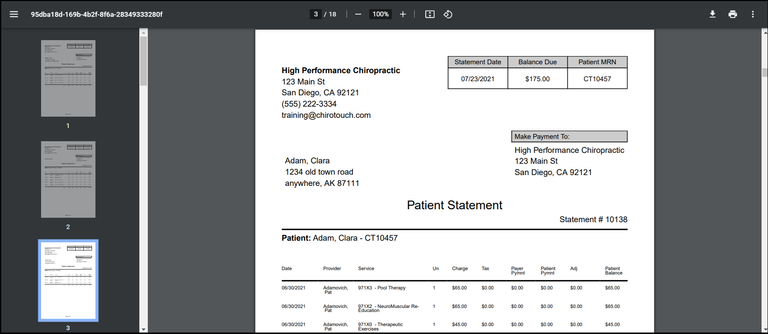 95dba18d-169b-4b2f-8f6a-28349333280f
3 / 18
100%
1
2
3
High Performance Chiropractic
123 Main St
San Diego, CA 92121
(555) 222-3334
training@chirotouch.com
Statement Date Balance Due Patient MRN
07/23/2021 $175.00 CT10457
Make Payment To:
High Performance Chiropractic
123 Main St
San Diego, CA 92121
Adam, Clara
1234 old town road
anywhere, AK 87111
Patient Statement
Statement # 10138
Patient: Adam, Clara - CT10457
Date Provider Service Un Charge Tax Payer Pymnt Patient Pymnt Adj Patient Balance
06/30/2021 Adamovich, Pat 971X3 - Pool Therapy 1 $65.00 $0.00 $0.00 $0.00 $0.00 $65.00
06/30/2021 Adamovich, Pat 971X2 - NeuroMuscular Re-Education 1 $65.00 $0.00 $0.00 $0.00 $0.00 $65.00
06/30/2021 Adamovich, Pat 971X0 - Therapeutic Exercises 1 $45.00 $0.00 $0.00 $0.00 $0.00 $45.00